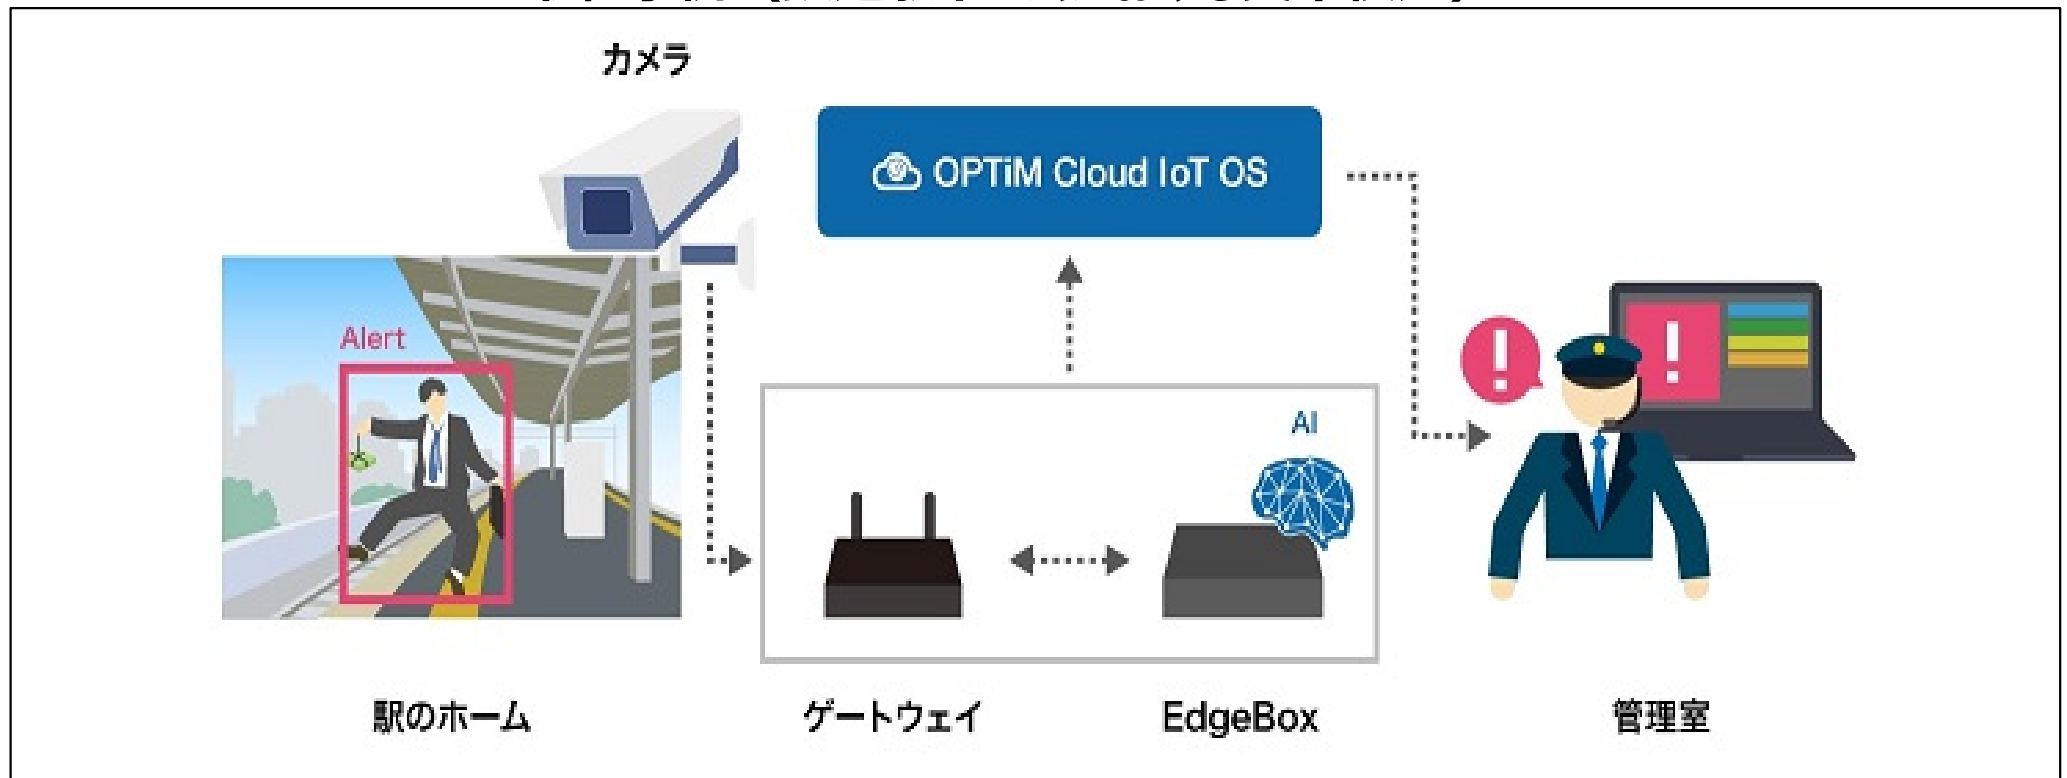 カメラ
OPTiM Cloud IoT OS
Alert
AI
駅のホーム
ゲートウェイ
EdgeBox
管理室